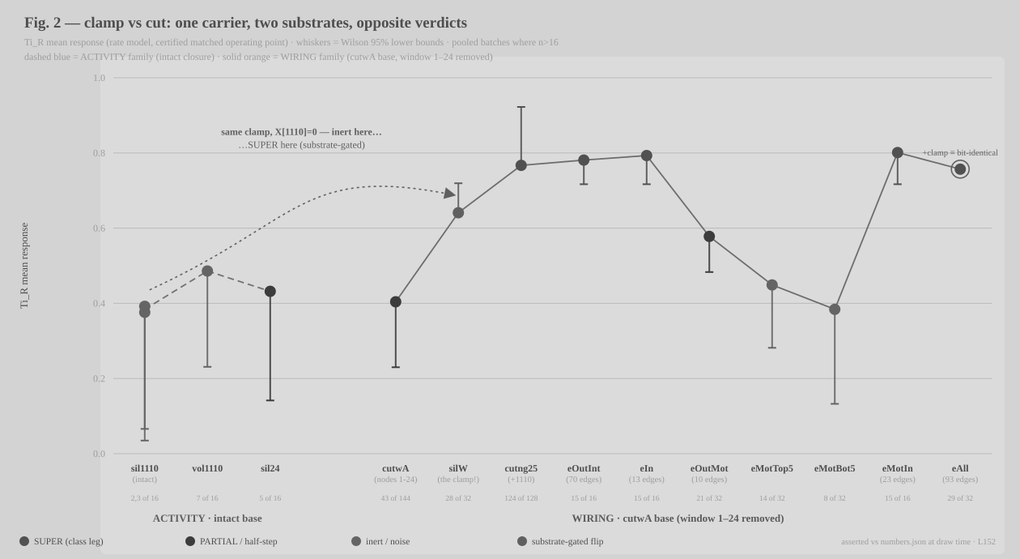 Fig. 2 — clamp vs cut: one carrier, two substrates, opposite verdicts
Ti_R mean response (rate model, certified matched operating point) · whiskers = Wilson 95% lower bounds · pooled batches where n>16
dashed blue = ACTIVITY family (intact closure) · solid orange = WIRING family (cutwA base, window 1–24 removed)
1.0
same clamp, X[1110]=0 — inert here…
…SUPER here (substrate-gated)
0.8
+clamp = bit-identical
0.6
Ti_R mean response
0.4
0.2
0.0
sil1110 vol1110 sil24 cutwA silW cutng25 eOutInt eIn eOutMot eMotTop5 eMotBot5 eMotIn eAll
(intact) (nodes 1-24) (the clamp!) (+1110) (70 edges) (13 edges) (10 edges) (23 edges) (93 edges)
2,3 of 16 7 of 16 5 of 16 43 of 144 28 of 32 124 of 128 15 of 16 15 of 16 21 of 32 14 of 32 8 of 32 15 of 16 29 of 32
ACTIVITY · intact base WIRING · cutwA base (window 1–24 removed)
SUPER (class leg) PARTIAL / half-step inert / noise substrate-gated flip asserted vs numbers.json at draw time · L152